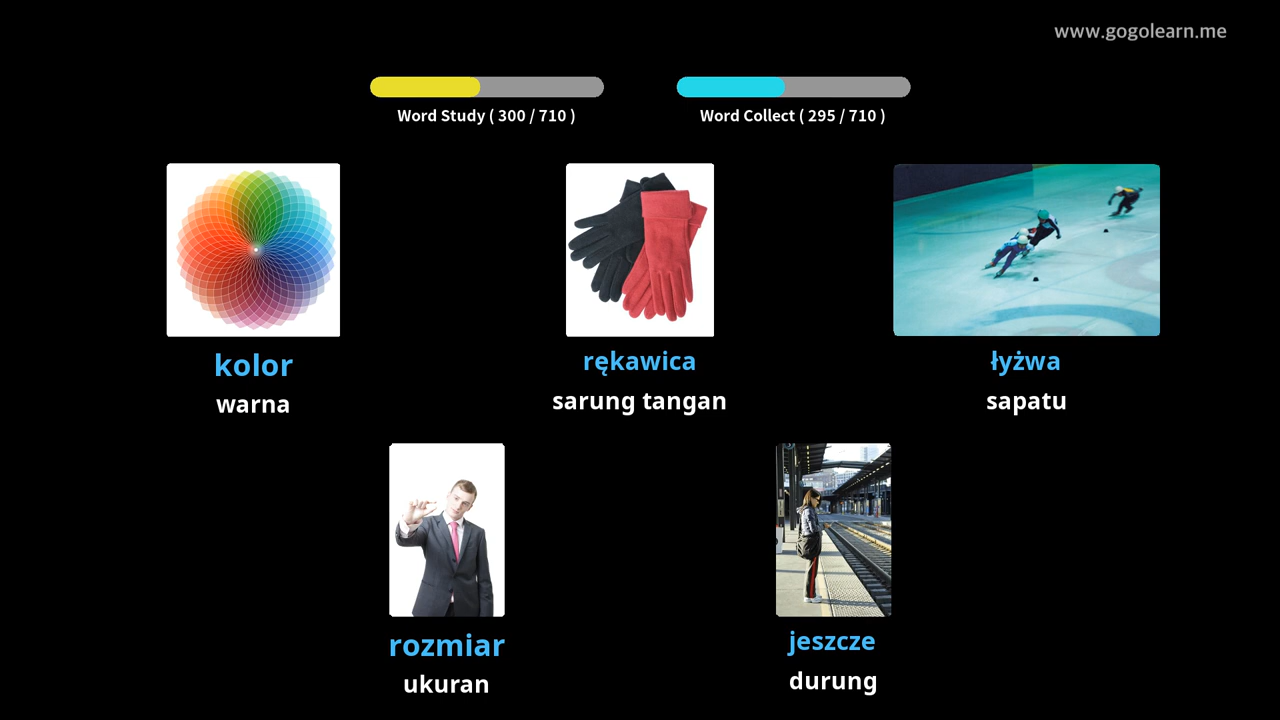 www.gogolearn.me
Word Study ( 300 / 710 )
Word Collect ( 295 / 710 )
kolor
warna
rękawica
sarung tangan
łyżwa
sapatu
rozmiar
ukuran
jeszcze
durung